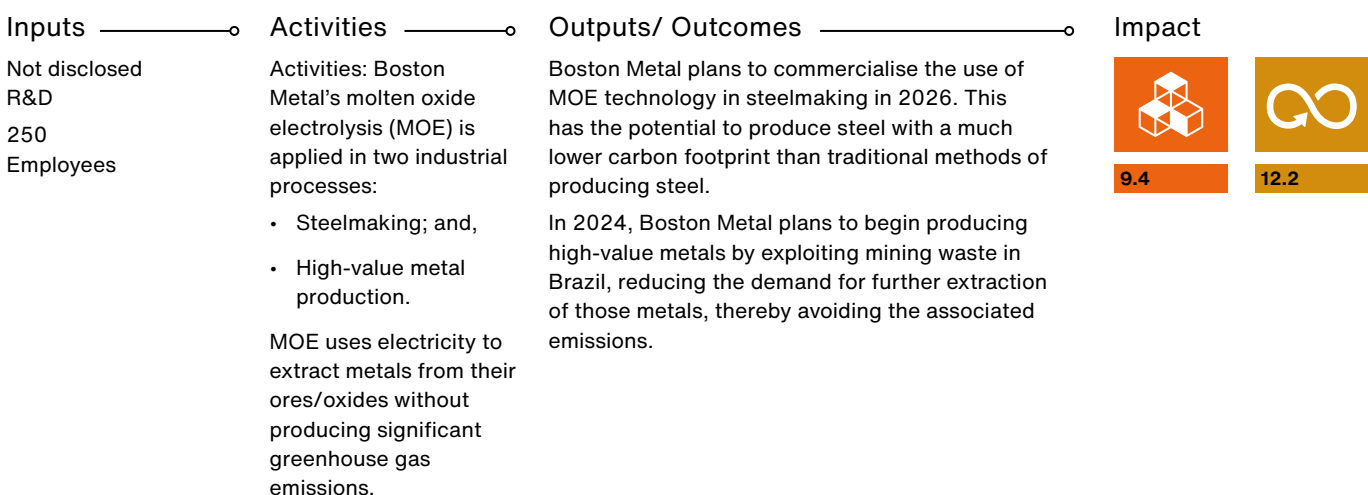 Inputs
Not disclosed
R&D
250
Employees
Activities
Activities: Boston
Metal’s molten oxide
electrolysis (MOE) is
applied in two industrial
processes:
• Steelmaking; and,
• High-value metal
production.
MOE uses electricity to
extract metals from their
ores/oxides without
producing significant
greenhouse gas
emissions.
Outputs/ Outcomes
Boston Metal plans to commercialise the use of
MOE technology in steelmaking in 2026. This
has the potential to produce steel with a much
lower carbon footprint than traditional methods of
producing steel.
In 2024, Boston Metal plans to begin producing
high-value metals by exploiting mining waste in
Brazil, reducing the demand for further extraction
of those metals, thereby avoiding the associated
emissions.
Impact
9.4
12.2